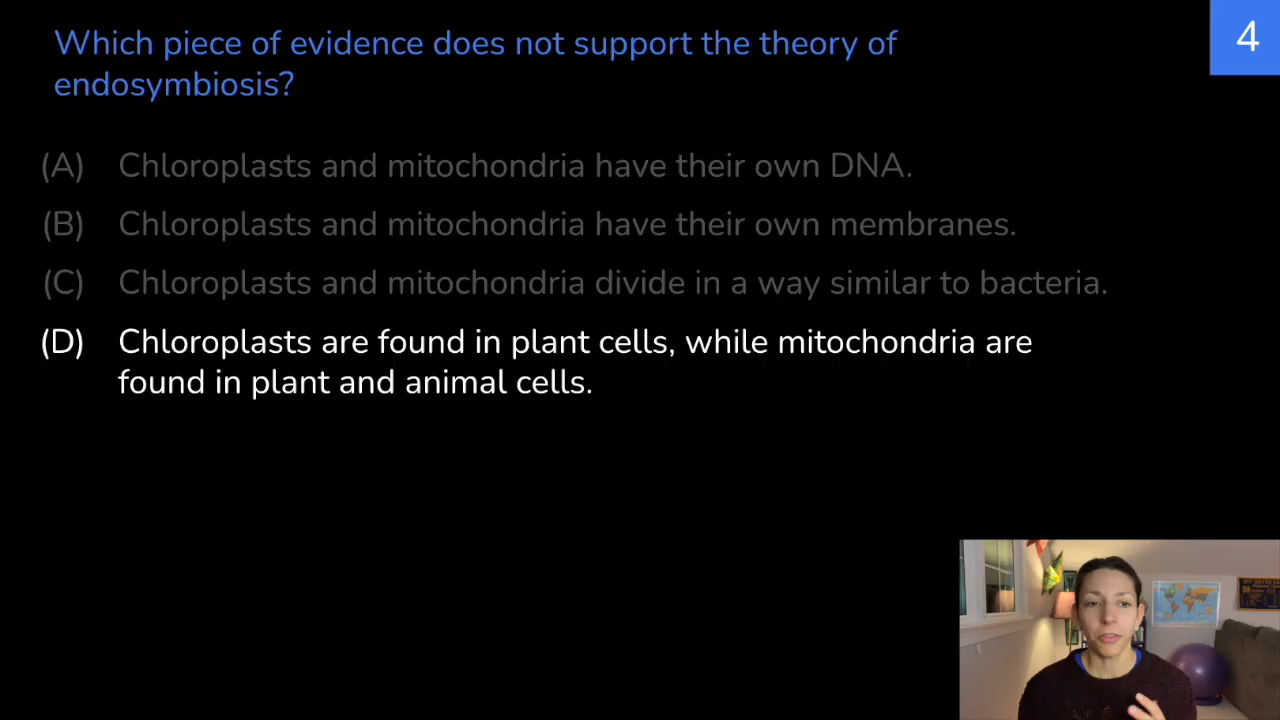 Which piece of evidence does not support the theory of
endosymbiosis?
4
(A) Chloroplasts and mitochondria have their own DNA.
(B) Chloroplasts and mitochondria have their own membranes.
(C) Chloroplasts and mitochondria divide in a way similar to bacteria.
(D) Chloroplasts are found in plant cells, while mitochondria are
found in plant and animal cells.